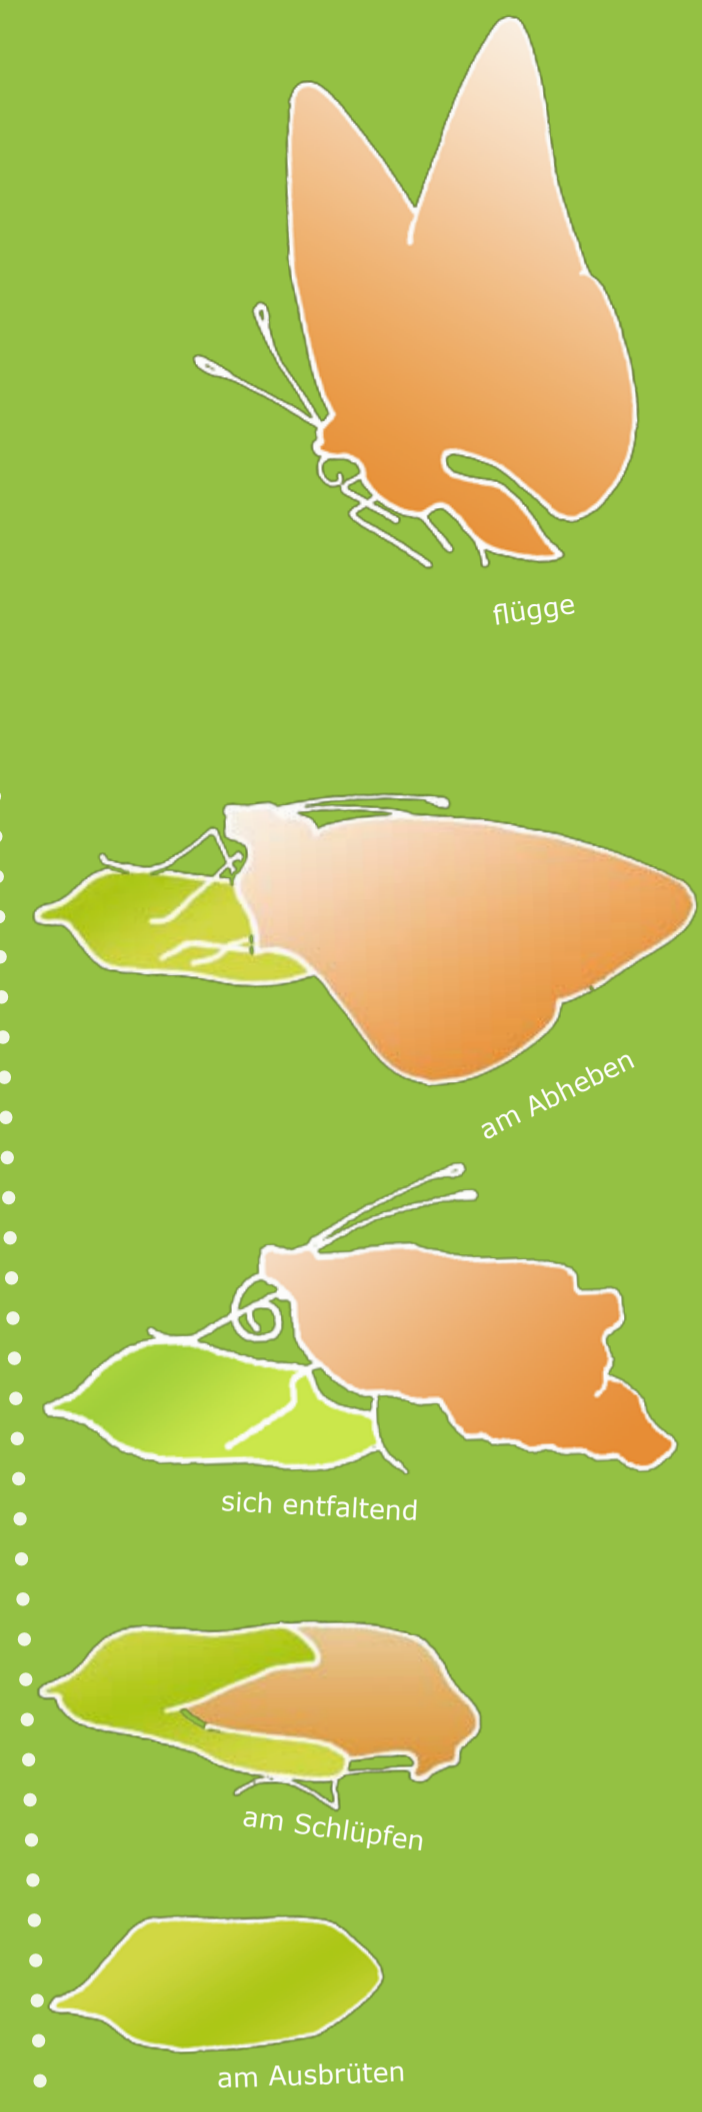 flügge
am Abheben
sich entfaltend
am Schlüpfen
am Ausbrüten